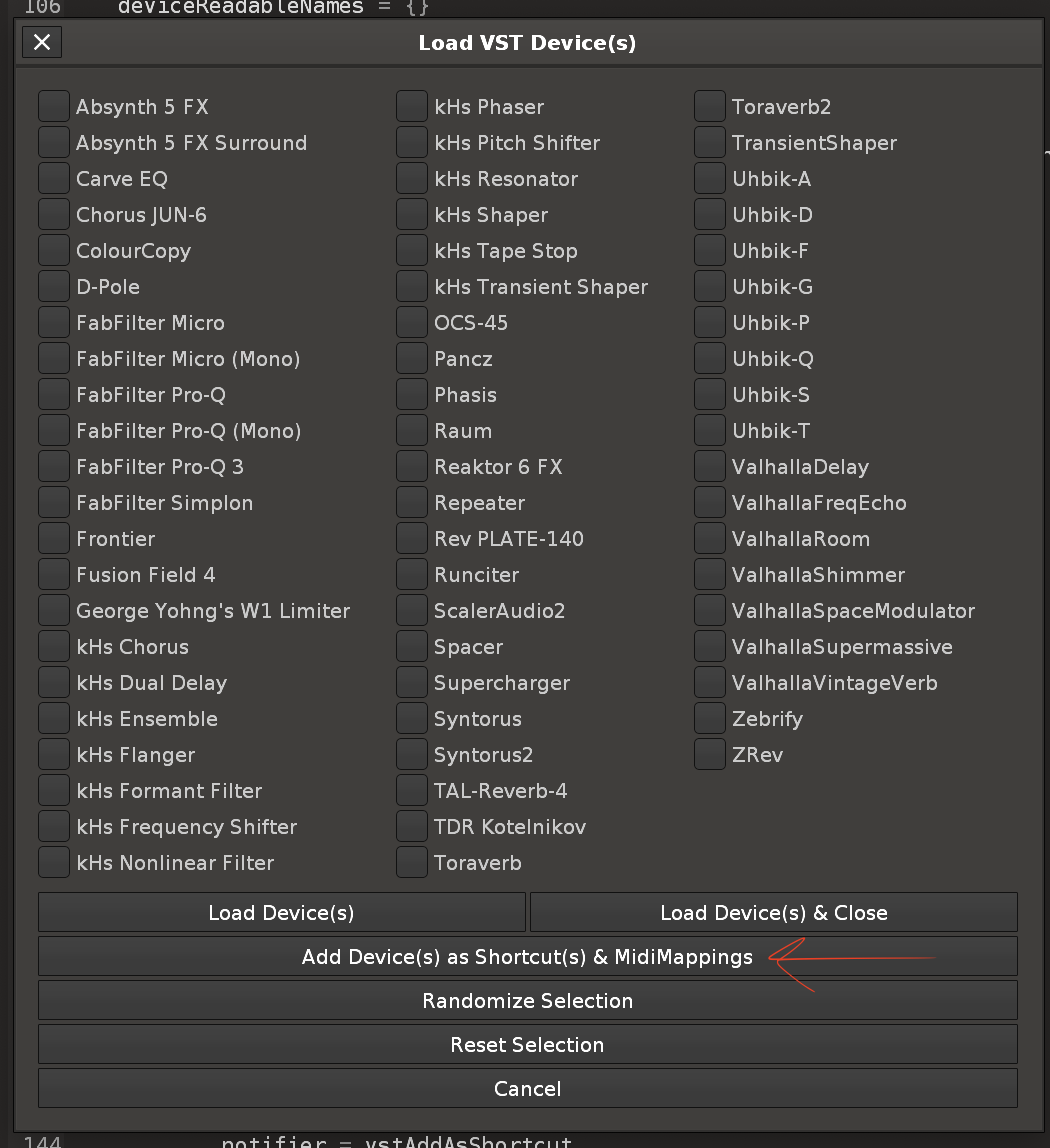 106 deviceReadableNames = {}
Load VST Device(s)
Absynth 5 FX
Absynth 5 FX Surround
Carve EQ
Chorus JUN-6
ColourCopy
D-Pole
FabFilter Micro
FabFilter Micro (Mono)
FabFilter Pro-Q
FabFilter Pro-Q (Mono)
FabFilter Pro-Q 3
FabFilter Simplon
Frontier
Fusion Field 4
George Yohng's W1 Limiter
kHs Chorus
kHs Dual Delay
kHs Ensemble
kHs Flanger
kHs Formant Filter
kHs Frequency Shifter
kHs Nonlinear Filter
kHs Phaser
kHs Pitch Shifter
kHs Resonator
kHs Shaper
kHs Tape Stop
kHs Transient Shaper
OCS-45
Pancz
Phasis
Raum
Reaktor 6 FX
Repeater
Rev PLATE-140
Runciter
ScalerAudio2
Spacer
Supercharger
Syntorus
Syntorus2
TAL-Reverb-4
TDR Kotelnikov
Toraverb
Toraverb2
TransientShaper
Uhbik-A
Uhbik-D
Uhbik-F
Uhbik-G
Uhbik-P
Uhbik-Q
Uhbik-S
Uhbik-T
ValhallaDelay
ValhallaFreqEcho
ValhallaRoom
ValhallaShimmer
ValhallaSpaceModulator
ValhallaSupermassive
ValhallaVintageVerb
Zebrify
ZRev
Load Device(s)
Load Device(s) & Close
Add Device(s) as Shortcut(s) & MidiMappings
Randomize Selection
Reset Selection
Cancel
144 notifier = vstAddAsShortcut